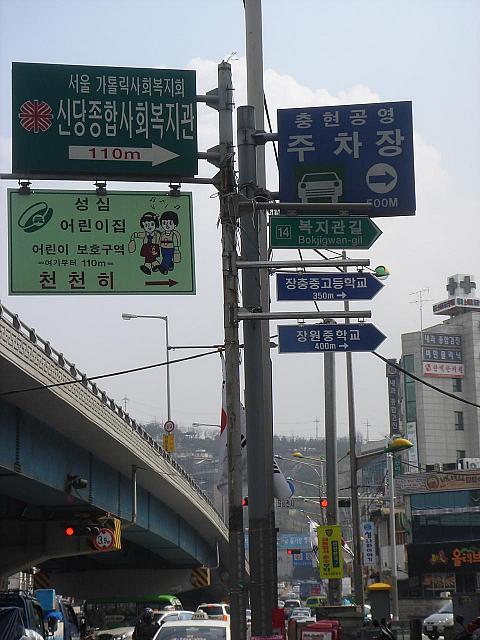 서울 가톨릭사회복지회
신당종합사회복지관
110m
성심
어린이집
어린이 보호구역
여기부터 110m
천천히
충현공영
주차장
500M
14 복지관길
Bokjigwan-gil
장충중고등학교
350m
장원중학교
400m
3.5